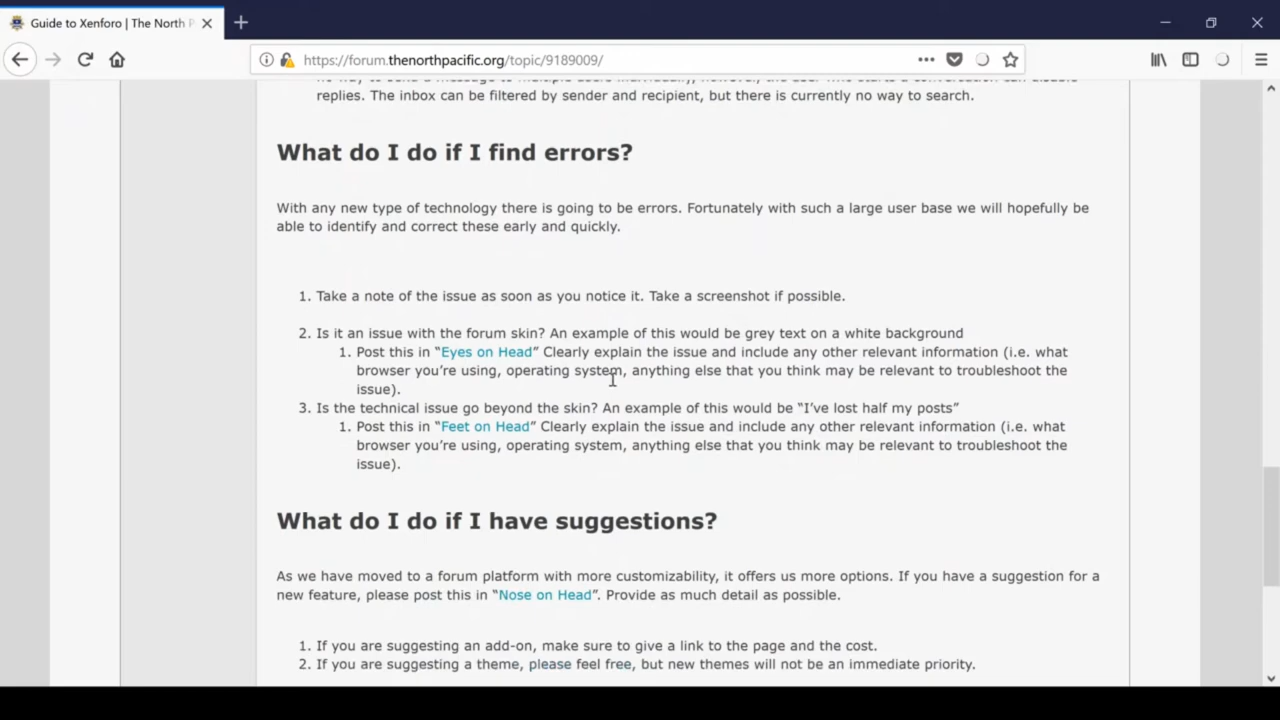 Guide to Xenforo | The North P
https://forum.thenorthpacific.org/topic/9189009/
replies. The inbox can be filtered by sender and recipient, but there is currently no way to search.
What do I do if I find errors?
With any new type of technology there is going to be errors. Fortunately with such a large user base we will hopefully be
able to identify and correct these early and quickly.
1. Take a note of the issue as soon as you notice it. Take a screenshot if possible.
2. Is it an issue with the forum skin? An example of this would be grey text on a white background
1. Post this in “Eyes on Head” Clearly explain the issue and include any other relevant information (i.e. what
browser you’re using, operating system, anything else that you think may be relevant to troubleshoot the
issue).
3. Is the technical issue go beyond the skin? An example of this would be “I’ve lost half my posts”
1. Post this in “Feet on Head” Clearly explain the issue and include any other relevant information (i.e. what
browser you’re using, operating system, anything else that you think may be relevant to troubleshoot the
issue).
What do I do if I have suggestions?
As we have moved to a forum platform with more customizability, it offers us more options. If you have a suggestion for a
new feature, please post this in “Nose on Head”. Provide as much detail as possible.
1. If you are suggesting an add-on, make sure to give a link to the page and the cost.
2. If you are suggesting a theme, please feel free, but new themes will not be an immediate priority.